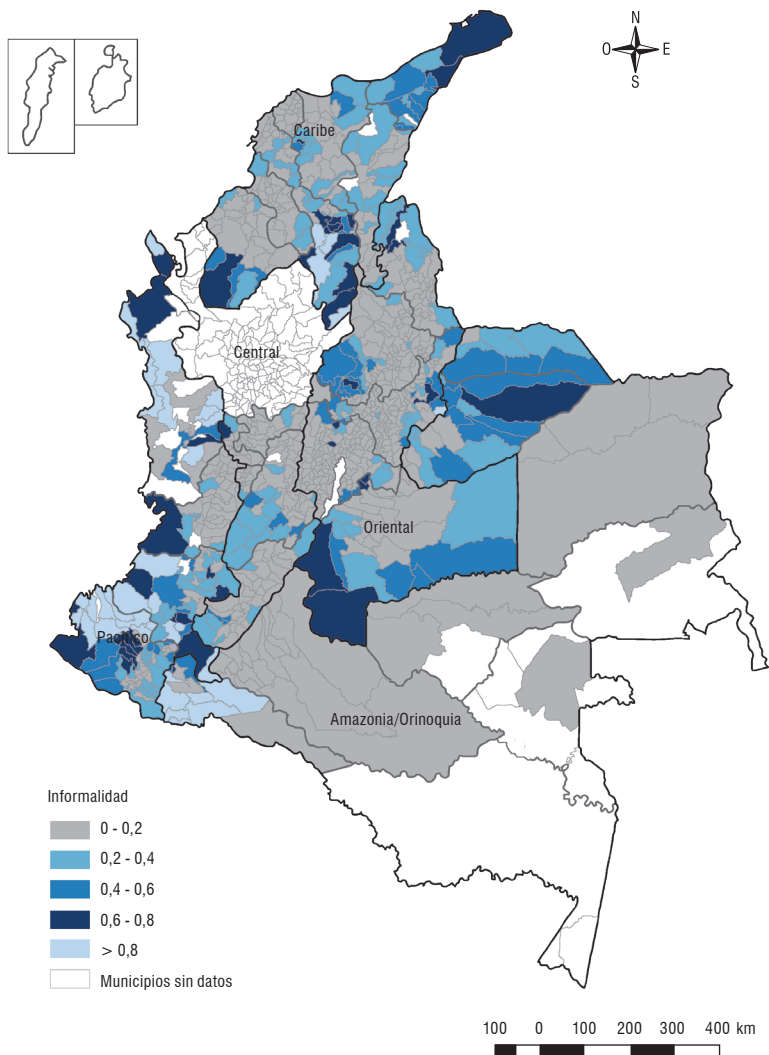 N
O E
S
Caribe
Central
Oriental
Pacífico
Amazonia/Orinoquia
Informalidad
0 - 0,2
0,2 - 0,4
0,4 - 0,6
0,6 - 0,8
> 0,8
Municipios sin datos
100 0 100 200 300 400 km